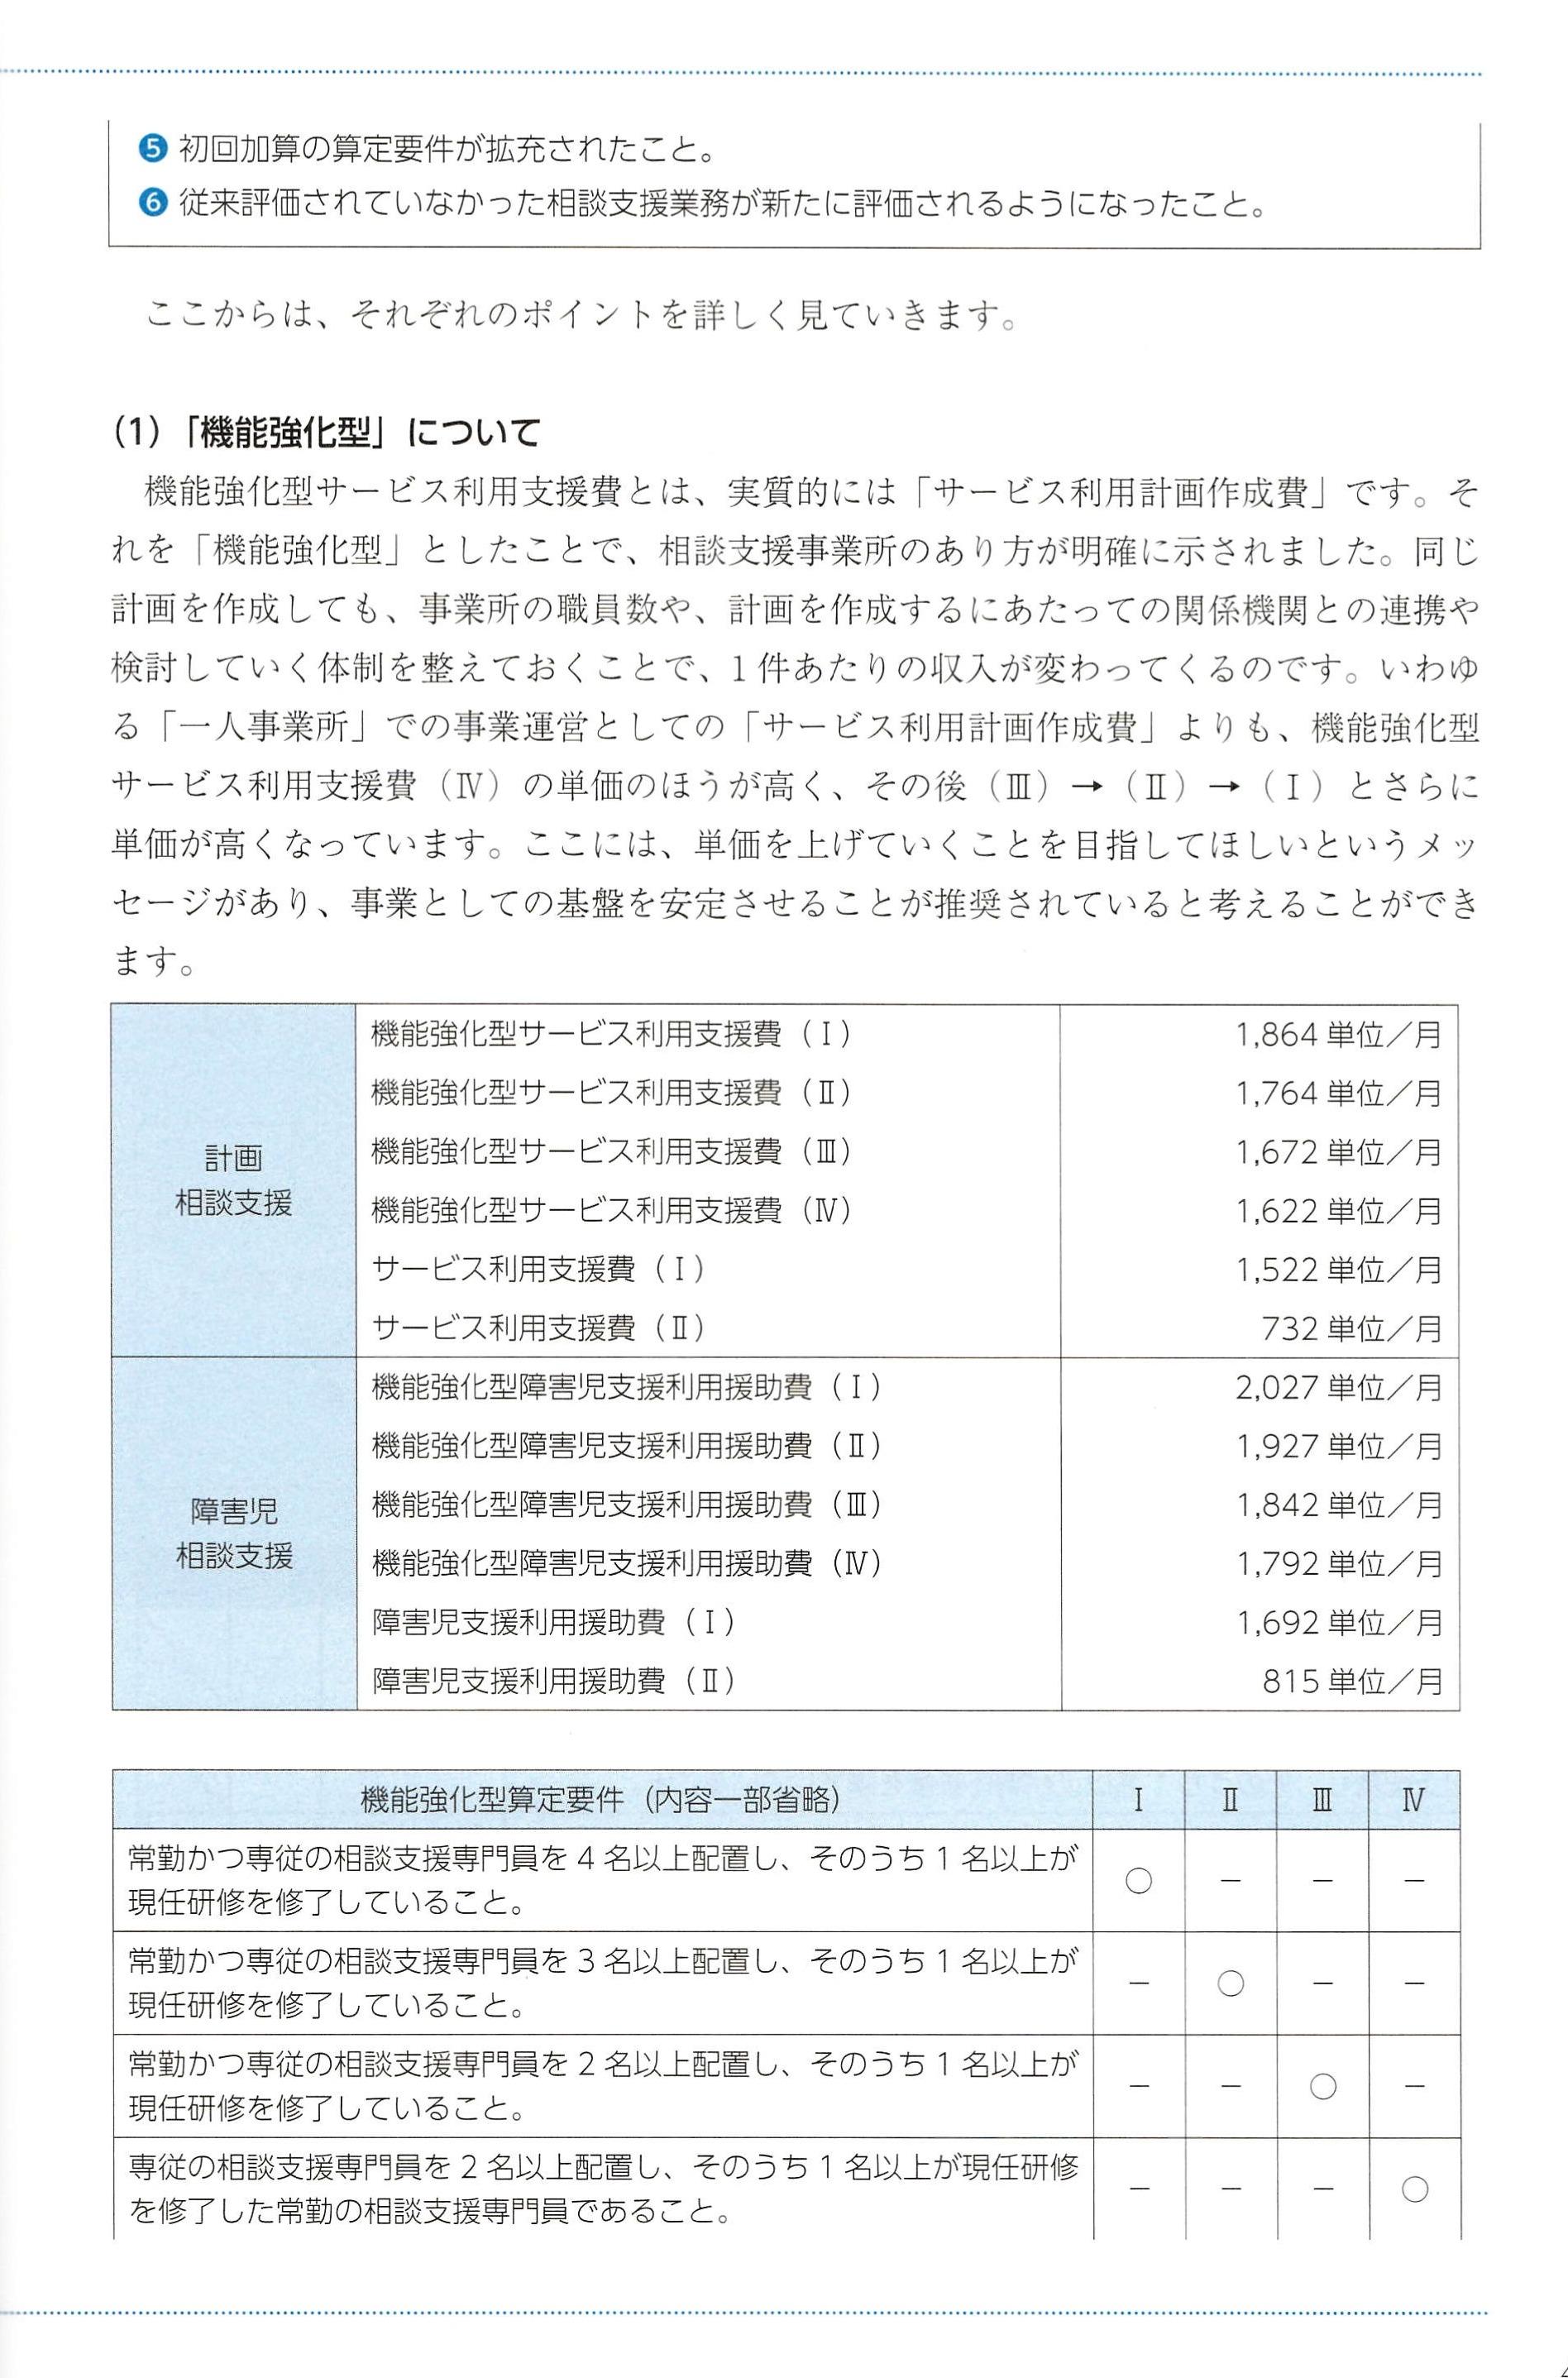 ❺ 初回加算の算定要件が拡充されたこと。
❻ 従来評価されていなかった相談支援業務が新たに評価されるようになったこと。
ここからは、それぞれのポイントを詳しく見ていきます。
(1)「機能強化型」について
機能強化型サービス利用支援費とは、実質的には「サービス利用計画作成費」です。そ
れを「機能強化型」としたことで、相談支援事業所のあり方が明確に示されました。同じ
計画を作成しても、事業所の職員数や、計画を作成するにあたっての関係機関との連携や
検討していく体制を整えておくことで、1件あたりの収入が変わってくるのです。いわゆ
る「一人事業所」での事業運営としての「サービス利用計画作成費」よりも、機能強化型
サービス利用支援費（Ⅳ）の単価のほうが高く、その後（Ⅲ）→（Ⅱ）→（Ⅰ）とさらに
単価が高くなっています。ここには、単価を上げていくことを目指してほしいというメッ
セージがあり、事業としての基盤を安定させることが推奨されていると考えることができ
ます。
計画
相談支援
機能強化型サービス利用支援費（Ⅰ） 1,864 単位／月
機能強化型サービス利用支援費（Ⅱ） 1,764 単位／月
機能強化型サービス利用支援費（Ⅲ） 1,672 単位／月
機能強化型サービス利用支援費（Ⅳ） 1,622 単位／月
サービス利用支援費（Ⅰ） 1,522 単位／月
サービス利用支援費（Ⅱ） 732 単位／月
障害児
相談支援
機能強化型障害児支援利用援助費（Ⅰ） 2,027 単位／月
機能強化型障害児支援利用援助費（Ⅱ） 1,927 単位／月
機能強化型障害児支援利用援助費（Ⅲ） 1,842 単位／月
機能強化型障害児支援利用援助費（Ⅳ） 1,792 単位／月
障害児支援利用援助費（Ⅰ） 1,692 単位／月
障害児支援利用援助費（Ⅱ） 815 単位／月
機能強化型算定要件（内容一部省略） Ⅰ Ⅱ Ⅲ Ⅳ
常勤かつ専従の相談支援専門員を4名以上配置し、そのうち1名以上が
現任研修を修了していること。
○ － － －
常勤かつ専従の相談支援専門員を3名以上配置し、そのうち1名以上が
現任研修を修了していること。
－ ○ － －
常勤かつ専従の相談支援専門員を2名以上配置し、そのうち1名以上が
現任研修を修了していること。
－ － ○ －
専従の相談支援専門員を2名以上配置し、そのうち1名以上が現任研修
を修了した常勤の相談支援専門員であること。
－ － － ○